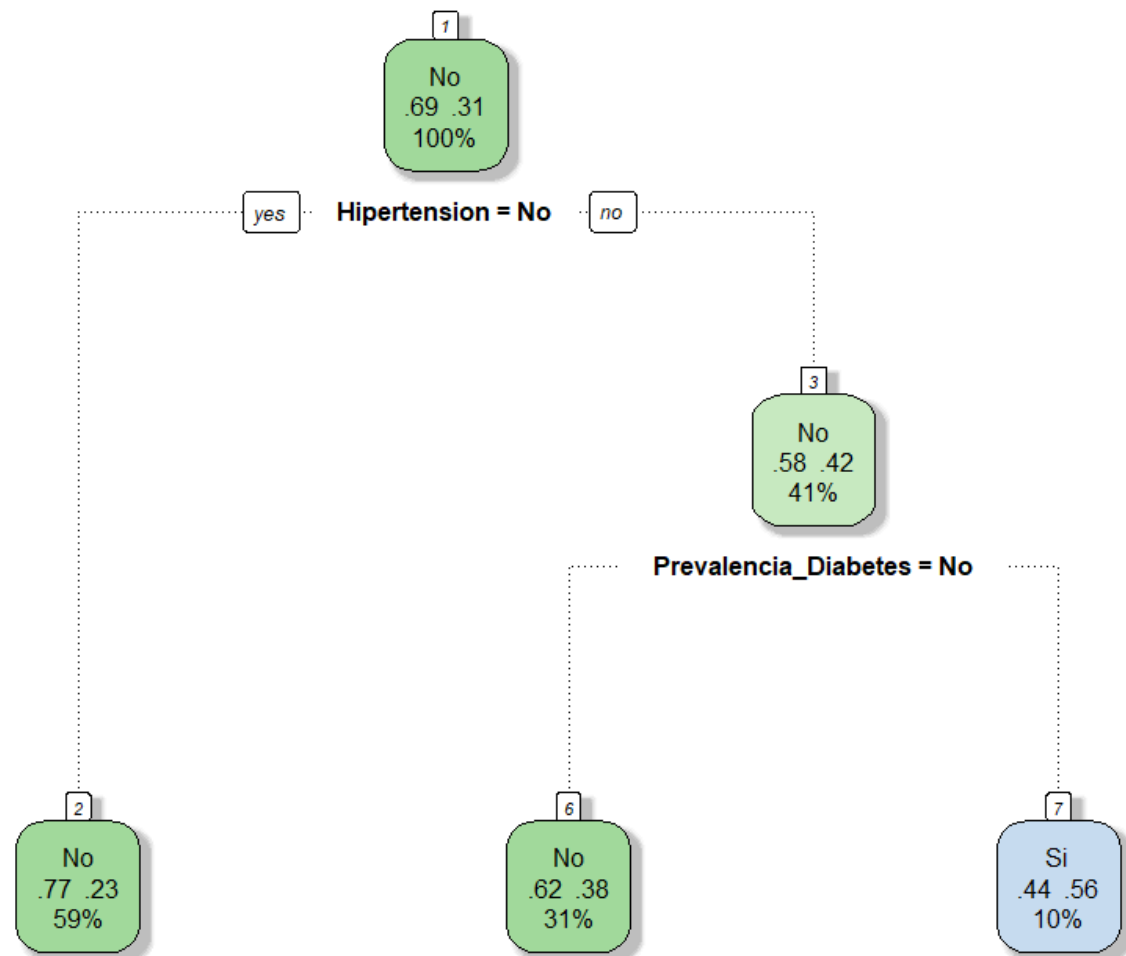 1
No
.69 .31
100%
yes Hipertension = No no
3
No
.58 .42
41%
Prevalencia_Diabetes = No
2
No
.77 .23
59%
6
No
.62 .38
31%
7
Si
.44 .56
10%